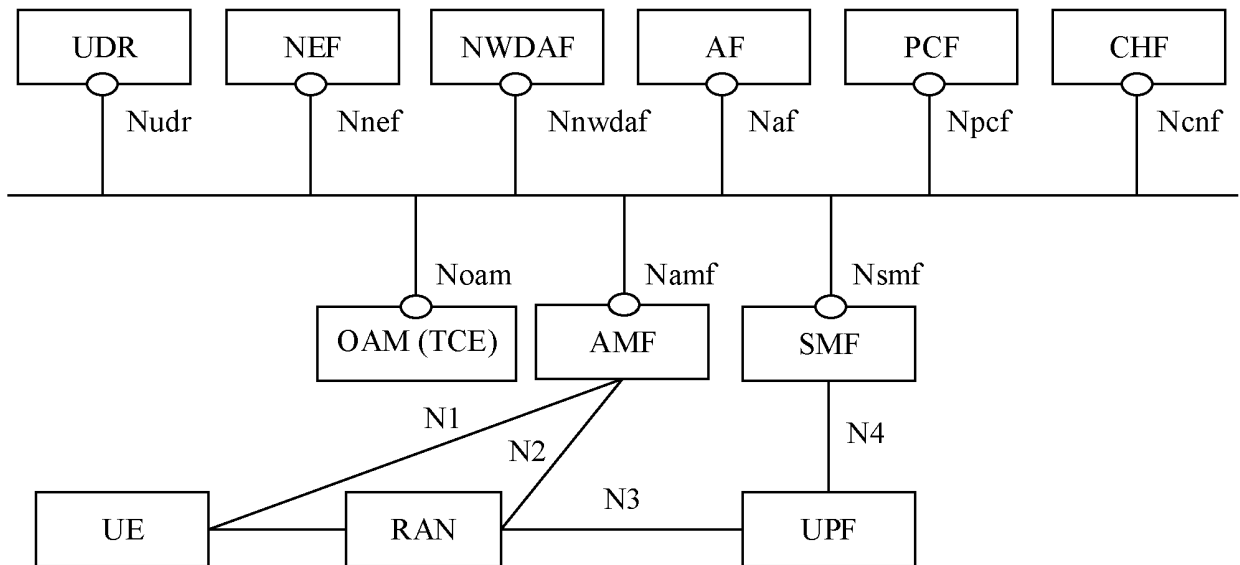 UDR
NEF
NWDAF
AF
PCF
CHF
Nudr
Nnef
Nnwdaf
Naf
Npcf
Ncnf
Noam
Namf
Nsmf
OAM (TCE)
AMF
SMF
N1
N2
N4
N3
UE
RAN
UPF